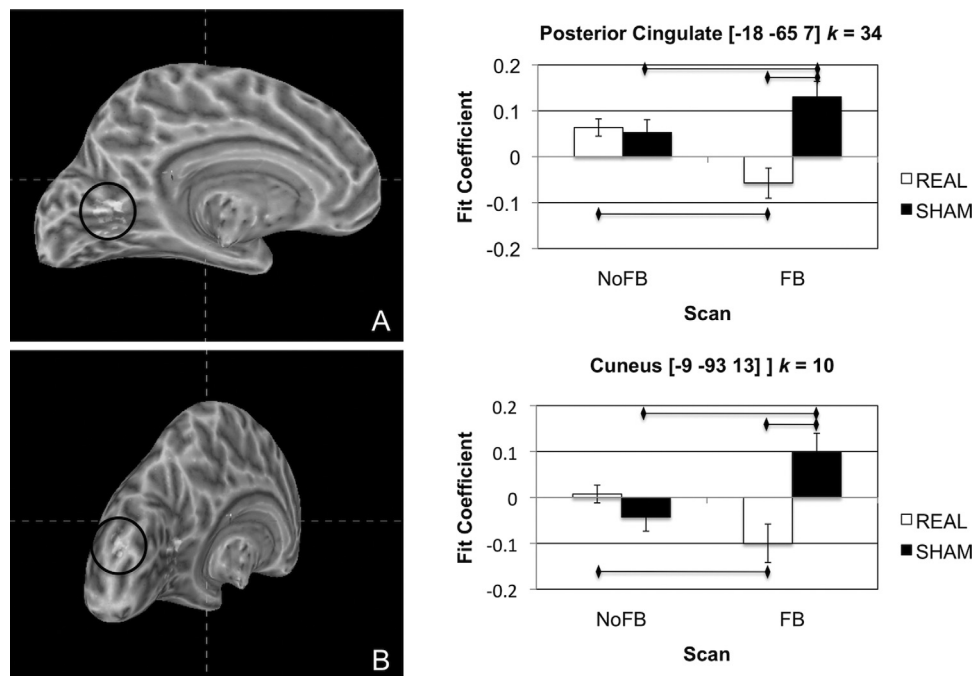 A
Posterior Cingulate [-18 -65 7] k = 34
0.2
0.1
0
-0.1
-0.2
Fit Coefficient
NoFB FB
Scan
REAL
SHAM
B
Cuneus [-9 -93 13] ] k = 10
0.2
0.1
0
-0.1
-0.2
Fit Coefficient
NoFB FB
Scan
REAL
SHAM